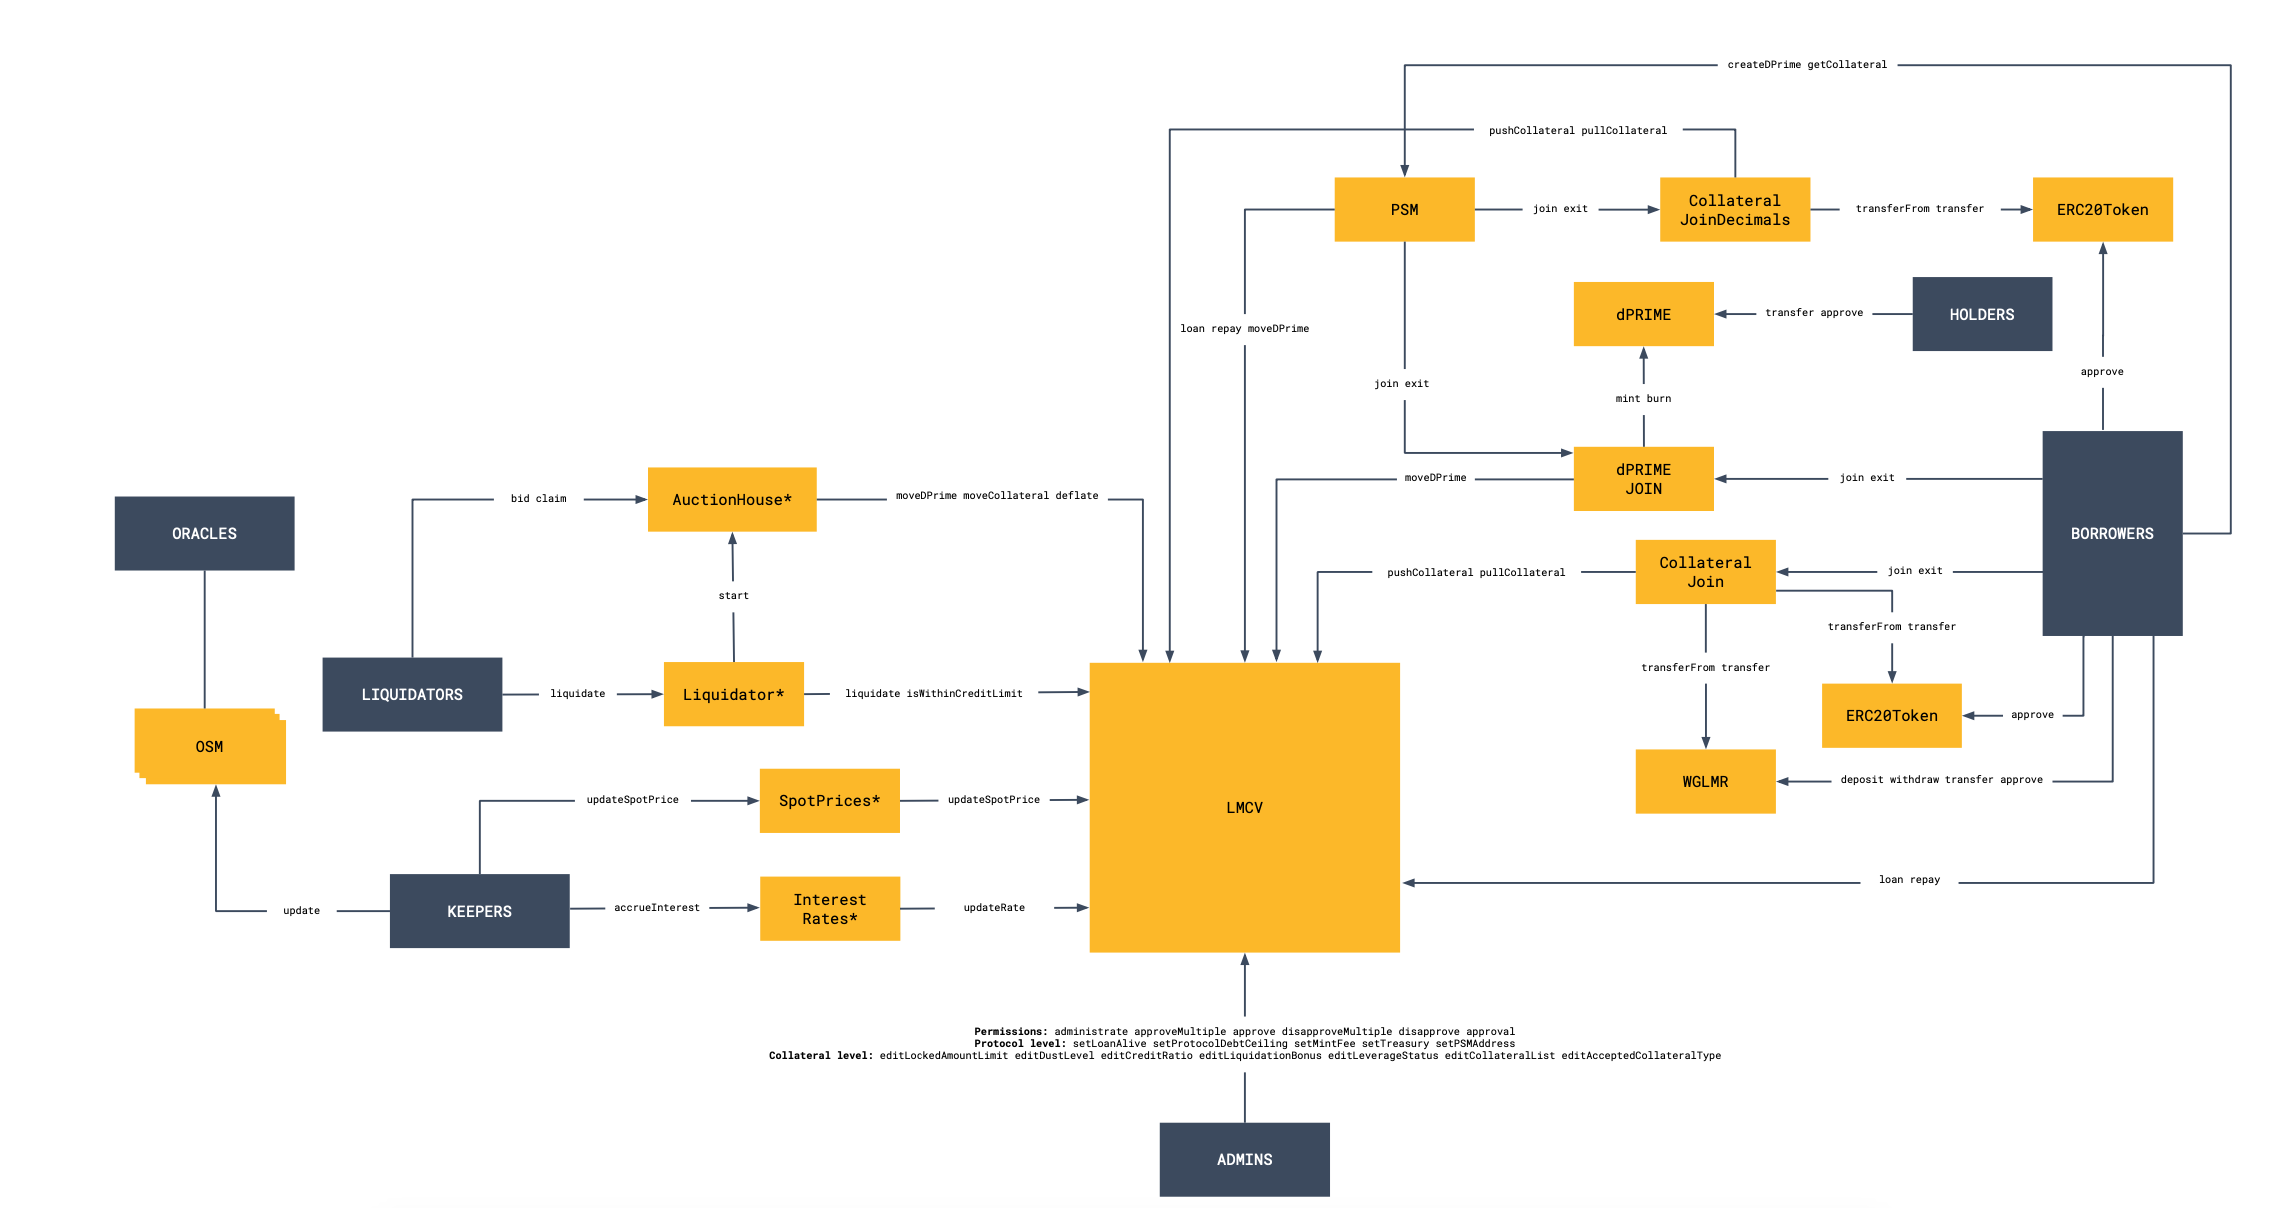 createDPrime getCollateral
pushCollateral pullCollateral
PSM
join exit
Collateral
JoinDecimals
transferFrom transfer
ERC20Token
dPRIME
transfer approve
HOLDERS
loan repay moveDPrime
join exit
approve
mint burn
dPRIME
JOIN
moveDPrime
join exit
BORROWERS
AuctionHouse*
bid claim
moveDPrime moveCollateral deflate
ORACLES
start
Collateral
Join
pushCollateral pullCollateral
join exit
transferFrom transfer
transferFrom transfer
LIQUIDATORS
liquidate
Liquidator*
liquidate isWithinCreditLimit
ERC20Token
approve
OSM
WGLMR
deposit withdraw transfer approve
updateSpotPrice
SpotPrices*
updateSpotPrice
LMCV
loan repay
update
KEEPERS
accrueInterest
Interest
Rates*
updateRate
Permissions: administrate approveMultiple approve disapproveMultiple disapprove approval
Protocol level: setLoanAlive setProtocolDebtCeiling setMintFee setTreasury setPSMAddress
Collateral level: editLockedAmountLimit editDustLevel editCreditRatio editLiquidationBonus editLeverageStatus editCollateralList editAcceptedCollateralType
ADMINS